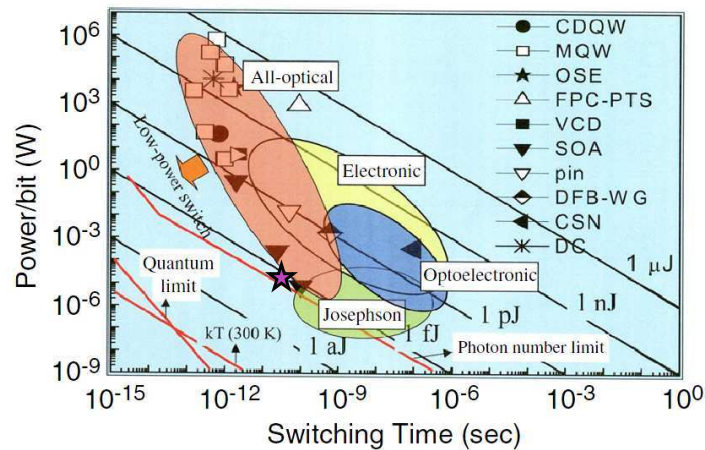 10^6
10^3
10^0
10^-3
10^-6
10^-9
Power/bit (W)
10^-15
10^-12
10^-9
10^-6
10^-3
10^0
Switching Time (sec)
All-optical
Electronic
Optoelectronic
Josephson
Low-power switch
Quantum
limit
kT (300 K)
Photon number limit
1 aJ
1 fJ
1 pJ
1 nJ
1 μJ
CDQW
MQW
OSE
FPC-PTS
VCD
SOA
pin
DFB-WG
CSN
DC